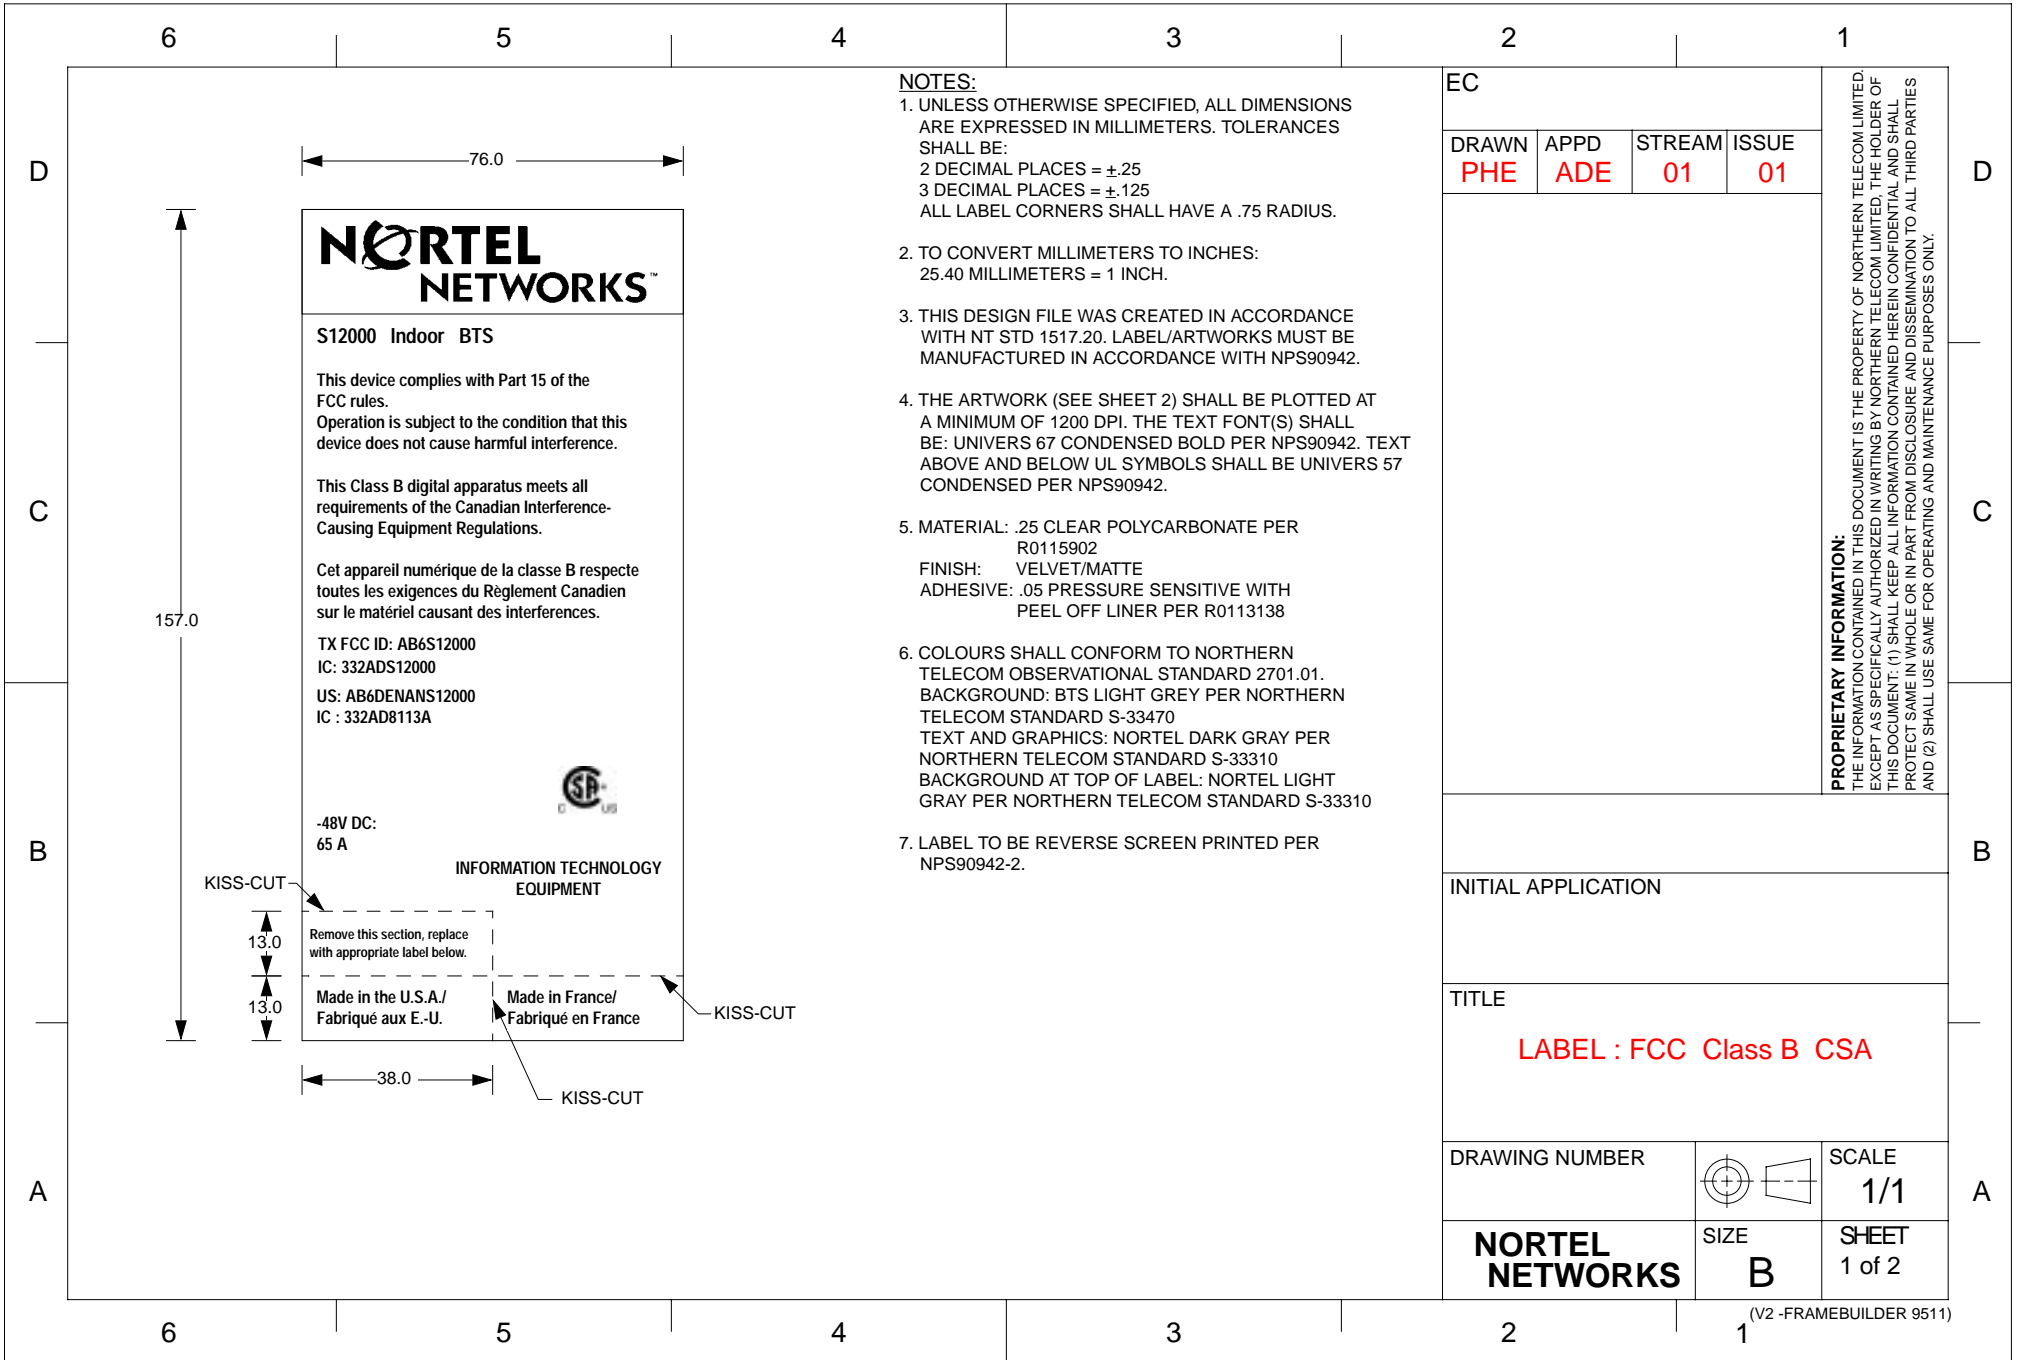 6 5 4 3 2 1
D
C
B
A
76.0
157.0
NORTEL
NETWORKS™
S12000 Indoor BTS
This device complies with Part 15 of the
FCC rules.
Operation is subject to the condition that this
device does not cause harmful interference.
This Class B digital apparatus meets all
requirements of the Canadian Interference-
Causing Equipment Regulations.
Cet appareil numérique de la classe B respecte
toutes les exigences du Règlement Canadien
sur le matériel causant des interferences.
TX FCC ID: AB6S12000
IC: 332ADS12000
US: AB6DENANS12000
IC : 332AD8113A
C SA US
-48V DC:
65 A
INFORMATION TECHNOLOGY
EQUIPMENT
KISS-CUT
13.0
Remove this section, replace
with appropriate label below.
13.0
Made in the U.S.A./
Fabriqué aux E.-U.
Made in France/
Fabriqué en France
KISS-CUT
38.0
KISS-CUT
NOTES:
1. UNLESS OTHERWISE SPECIFIED, ALL DIMENSIONS
ARE EXPRESSED IN MILLIMETERS. TOLERANCES
SHALL BE:
2 DECIMAL PLACES = ±.25
3 DECIMAL PLACES = ±.125
ALL LABEL CORNERS SHALL HAVE A .75 RADIUS.
2. TO CONVERT MILLIMETERS TO INCHES:
25.40 MILLIMETERS = 1 INCH.
3. THIS DESIGN FILE WAS CREATED IN ACCORDANCE
WITH NT STD 1517.20. LABEL/ARTWORKS MUST BE
MANUFACTURED IN ACCORDANCE WITH NPS90942.
4. THE ARTWORK (SEE SHEET 2) SHALL BE PLOTTED AT
A MINIMUM OF 1200 DPI. THE TEXT FONT(S) SHALL
BE: UNIVERS 67 CONDENSED BOLD PER NPS90942. TEXT
ABOVE AND BELOW UL SYMBOLS SHALL BE UNIVERS 57
CONDENSED PER NPS90942.
5. MATERIAL: .25 CLEAR POLYCARBONATE PER
R0115902
FINISH: VELVET/MATTE
ADHESIVE: .05 PRESSURE SENSITIVE WITH
PEEL OFF LINER PER R0113138
6. COLOURS SHALL CONFORM TO NORTHERN
TELECOM OBSERVATIONAL STANDARD 2701.01.
BACKGROUND: BTS LIGHT GREY PER NORTHERN
TELECOM STANDARD S-33470
TEXT AND GRAPHICS: NORTEL DARK GRAY PER
NORTHERN TELECOM STANDARD S-33310
BACKGROUND AT TOP OF LABEL: NORTEL LIGHT
GRAY PER NORTHERN TELECOM STANDARD S-33310
7. LABEL TO BE REVERSE SCREEN PRINTED PER
NPS90942-2.
EC
DRAWN APPD STREAM ISSUE
PHE ADE 01 01
PROPRIETARY INFORMATION:
THE INFORMATION CONTAINED IN THIS DOCUMENT IS THE PROPERTY OF NORTHERN TELECOM LIMITED.
EXCEPT AS SPECIFICALLY AUTHORIZED IN WRITING BY NORTHERN TELECOM LIMITED, THE HOLDER OF
THIS DOCUMENT: (1) SHALL KEEP ALL INFORMATION CONTAINED HEREIN CONFIDENTIAL AND SHALL
PROTECT SAME IN WHOLE OR IN PART FROM DISCLOSURE AND DISSEMINATION TO ALL THIRD PARTIES
AND (2) SHALL USE SAME FOR OPERATING AND MAINTENANCE PURPOSES ONLY.
INITIAL APPLICATION
TITLE
LABEL : FCC Class B CSA
DRAWING NUMBER
SCALE
1/1
NORTEL
NETWORKS
SIZE
B
SHEET
1 of 2
D
C
B
A
(V2 -FRAMEBUILDER 9511)
6 5 4 3 2 1